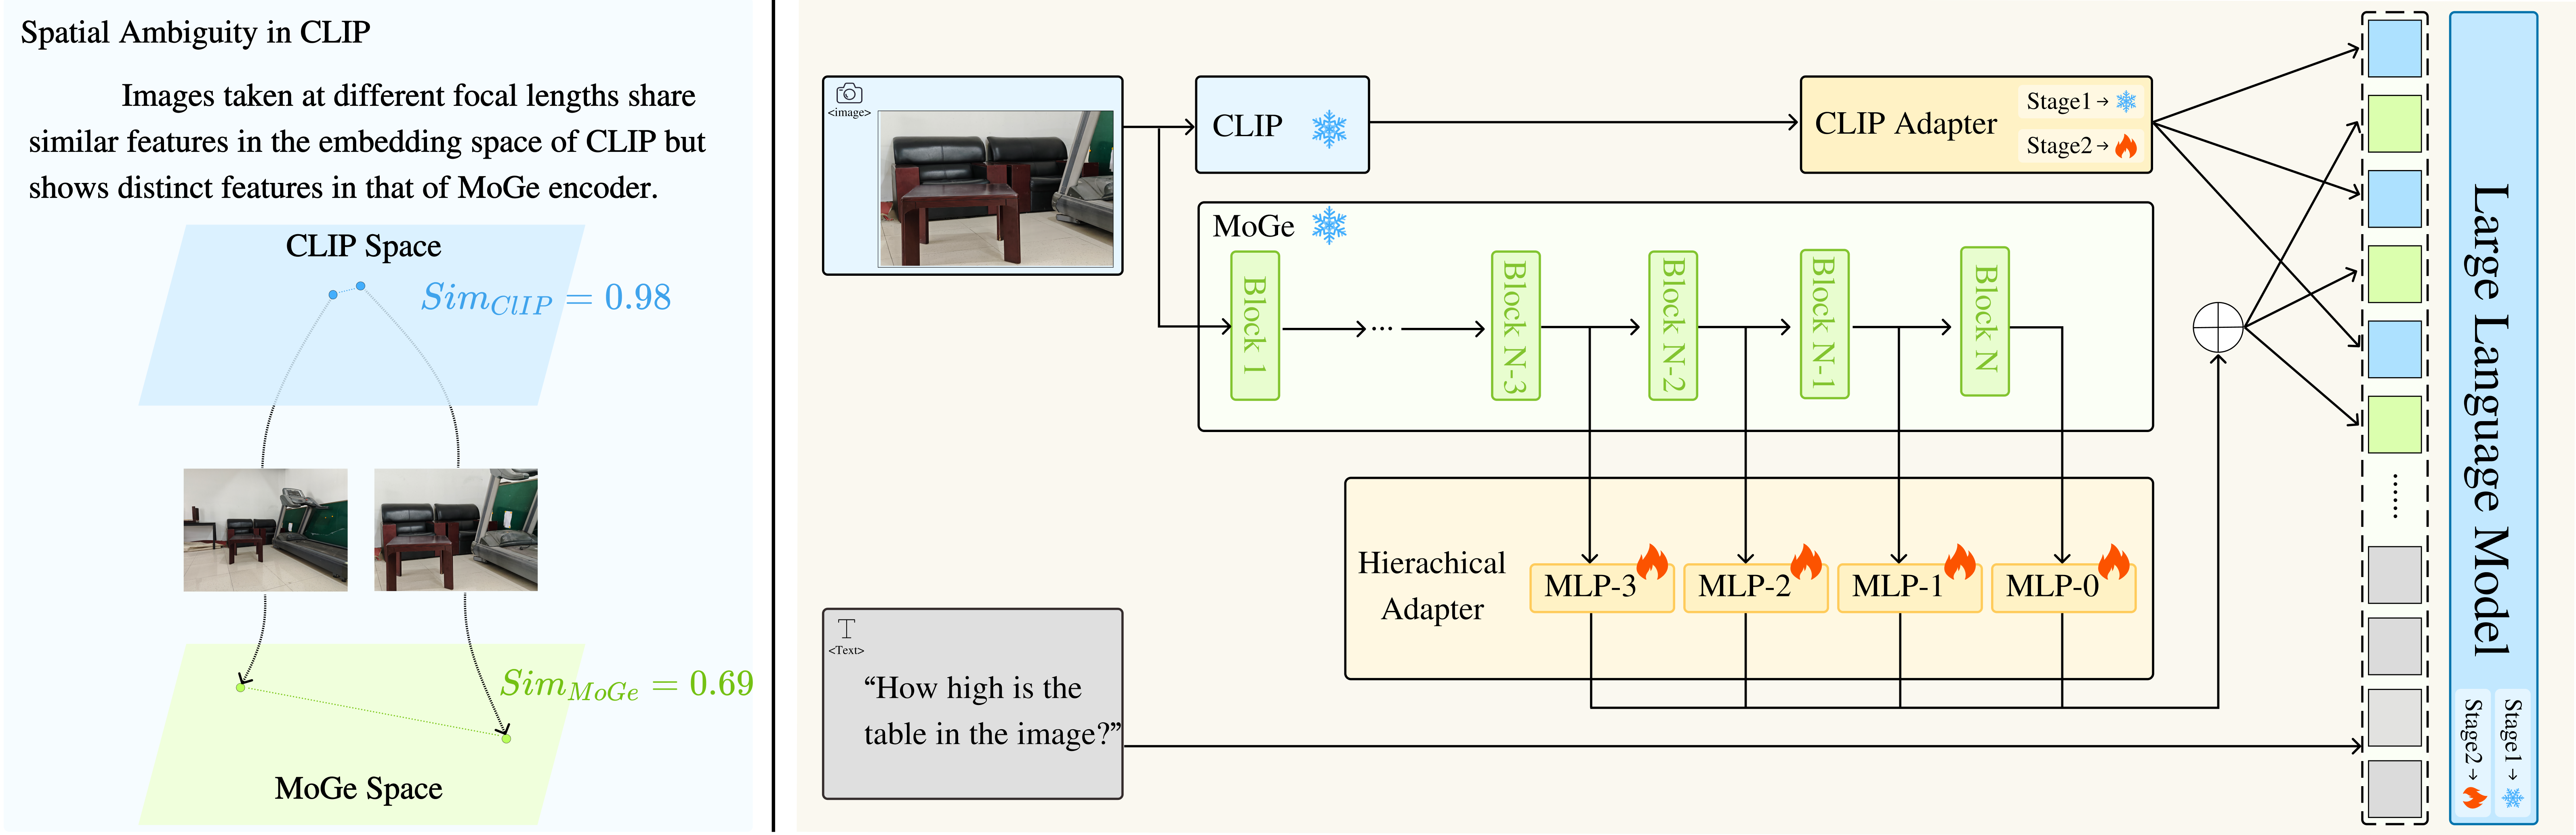 Spatial Ambiguity in CLIP
Images taken at different focal lengths share
similar features in the embedding space of CLIP but
shows distinct features in that of MoGe encoder.
CLIP Space
Sim_{ClIP} = 0.98
Sim_{MoGe} = 0.69
MoGe Space
<image>
CLIP
CLIP Adapter
Stage1→
Stage2→
MoGe
Block 1
...
Block N-3
Block N-2
Block N-1
Block N
Hierachical
Adapter
MLP-3
MLP-2
MLP-1
MLP-0
T
<Text>
“How high is the
table in the image?”
......
Large Language Model
Stage1→
Stage2→